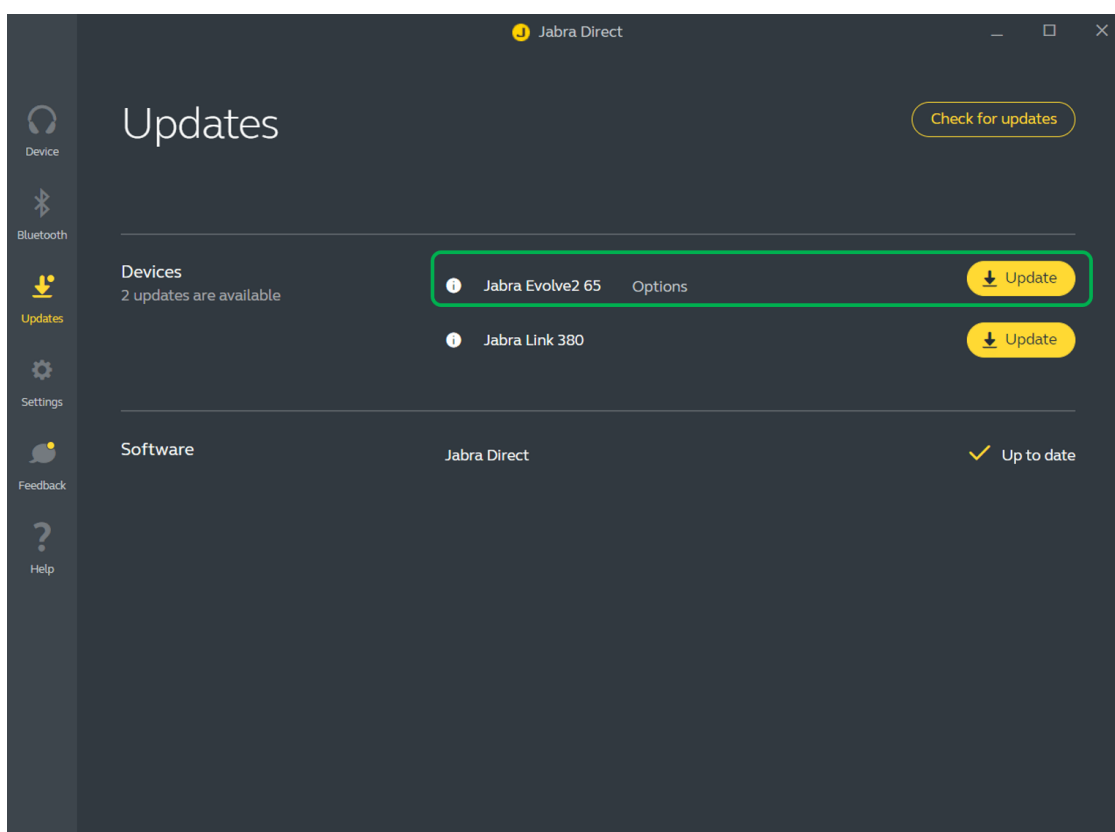 Jabra Direct
Device
Bluetooth
Updates
Settings
Feedback
Help
Updates
Check for updates
Devices
2 updates are available
Jabra Evolve2 65 Options Update
Jabra Link 380 Update
Software
Jabra Direct Up to date